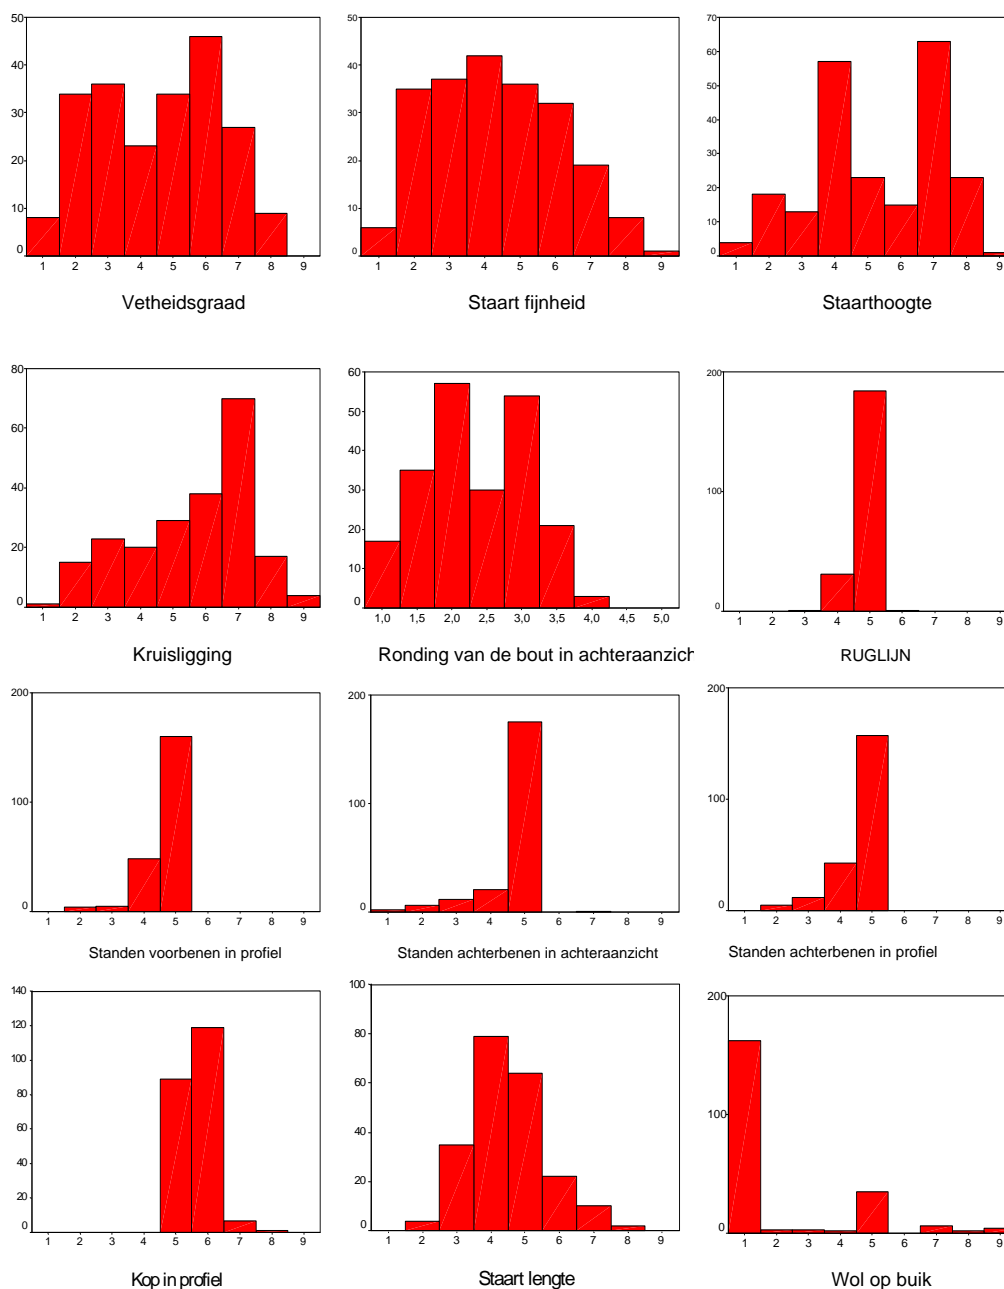 50
40
30
20
10
0
1 2 3 4 5 6 7 8 9
Vetheidsgraad
50
40
30
20
10
0
1 2 3 4 5 6 7 8 9
Staart fijnheid
70
60
50
40
30
20
10
0
1 2 3 4 5 6 7 8 9
Staarthoogte
80
60
40
20
0
1 2 3 4 5 6 7 8 9
Kruisligging
60
50
40
30
20
10
0
1,0 1,5 2,0 2,5 3,0 3,5 4,0 4,5 5,0
Ronding van de bout in achteraanzich
200
100
0
1 2 3 4 5 6 7 8 9
RUGLIJN
200
100
0
1 2 3 4 5 6 7 8 9
Standen voorbenen in profiel
200
100
0
1 2 3 4 5 6 7 8 9
Standen achterbenen in achteraanzicht
200
100
0
1 2 3 4 5 6 7 8 9
Standen achterbenen in profiel
140
120
100
80
60
40
20
0
1 2 3 4 5 6 7 8 9
Kop in profiel
100
80
60
40
20
0
1 2 3 4 5 6 7 8 9
Staart lengte
200
100
0
1 2 3 4 5 6 7 8 9
Wol op buik